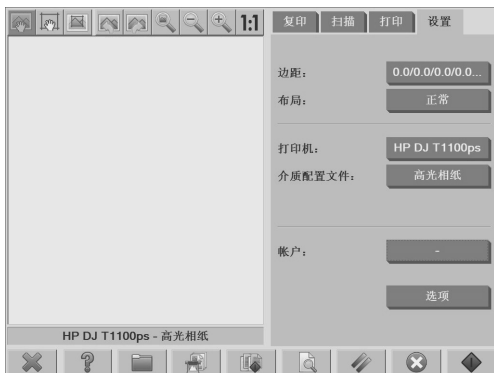 1:1
复印 扫描 打印 设置
边距： 0.0/0.0/0.0/0.0...
布局： 正常
打印机： HP DJ T1100ps
介质配置文件： 高光相纸
帐户： -
选项
HP DJ T1100ps - 高光相纸